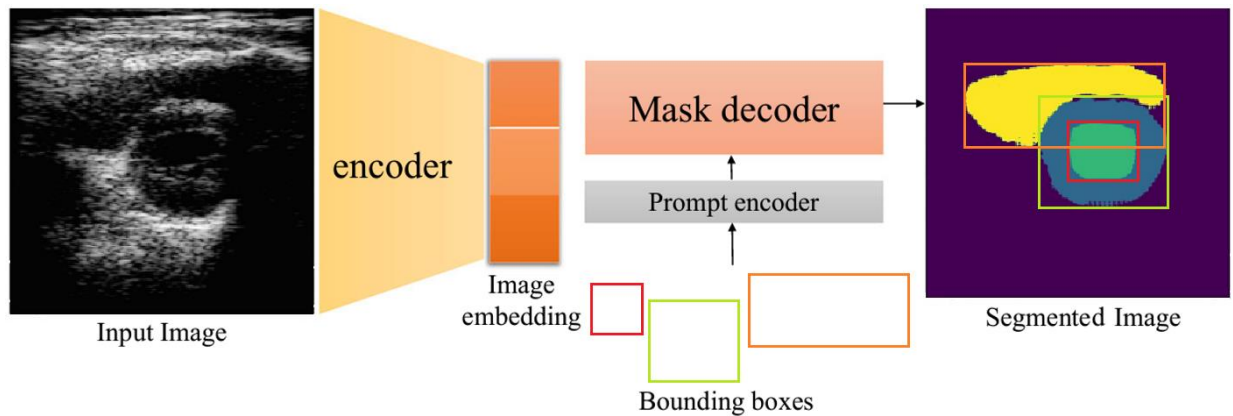 encoder
Mask decoder
Prompt encoder
Image
embedding
Input Image
Bounding boxes
Segmented Image